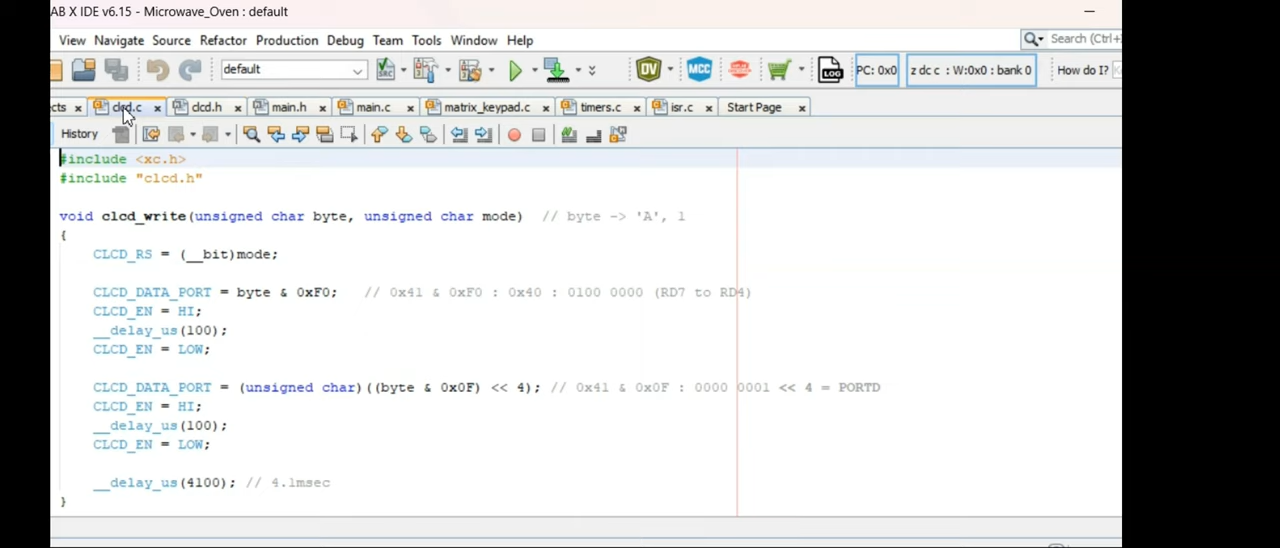 AB X IDE v6.15 - Microwave_Oven : default
View Navigate Source Refactor Production Debug Team Tools Window Help
Search (Ctrl+
default
DV
MCC
LOG
PC: 0x0
z dc c : W:0x0 : bank 0
How do I?
cts
clcd.c
clcd.h
main.h
main.c
matrix_keypad.c
timers.c
isr.c
Start Page
History
#include <xc.h>
#include "clcd.h"
void clcd_write(unsigned char byte, unsigned char mode) // byte -> 'A', 1
{
CLCD_RS = (__bit)mode;
CLCD_DATA_PORT = byte & 0xF0; // 0x41 & 0xF0 : 0x40 : 0100 0000 (RD7 to RD4)
CLCD_EN = HI;
__delay_us(100);
CLCD_EN = LOW;
CLCD_DATA_PORT = (unsigned char)((byte & 0x0F) << 4); // 0x41 & 0x0F : 0000 0001 << 4 = PORTD
CLCD_EN = HI;
__delay_us(100);
CLCD_EN = LOW;
__delay_us(4100); // 4.1msec
}